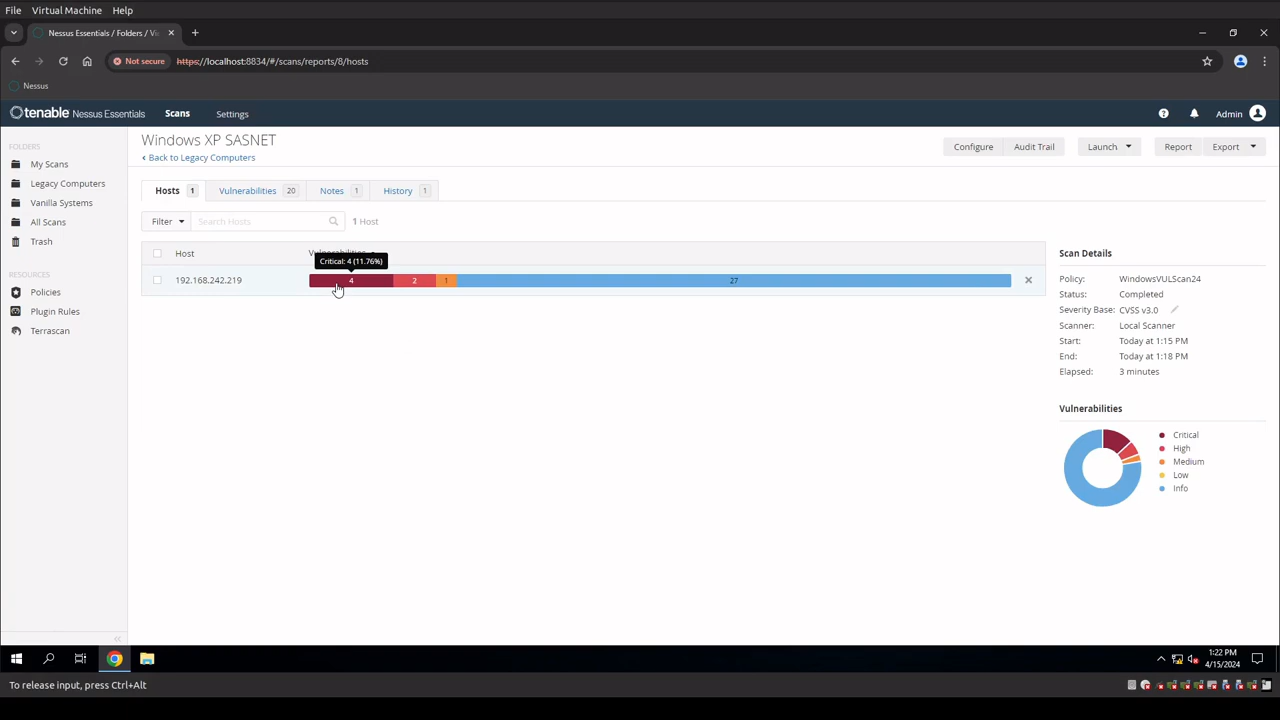 File Virtual Machine Help
Nessus Essentials / Folders / Vi
Not secure https://localhost:8834/#/scans/reports/8/hosts
Nessus
tenable Nessus Essentials Scans Settings Admin
FOLDERS
My Scans
Legacy Computers
Vanilla Systems
All Scans
Trash
RESOURCES
Policies
Plugin Rules
Terrascan
Windows XP SASNET
Back to Legacy Computers
Configure Audit Trail Launch Report Export
Hosts 1 Vulnerabilities 20 Notes 1 History 1
Filter Search Hosts 1 Host
Host Vulnerabilities
Critical: 4 (11.76%)
192.168.242.219 4 2 1 27
Scan Details
Policy: WindowsVULScan24
Status: Completed
Severity Base: CVSS v3.0
Scanner: Local Scanner
Start: Today at 1:15 PM
End: Today at 1:18 PM
Elapsed: 3 minutes
Vulnerabilities
Critical
High
Medium
Low
Info
1:22 PM
4/15/2024
To release input, press Ctrl+Alt